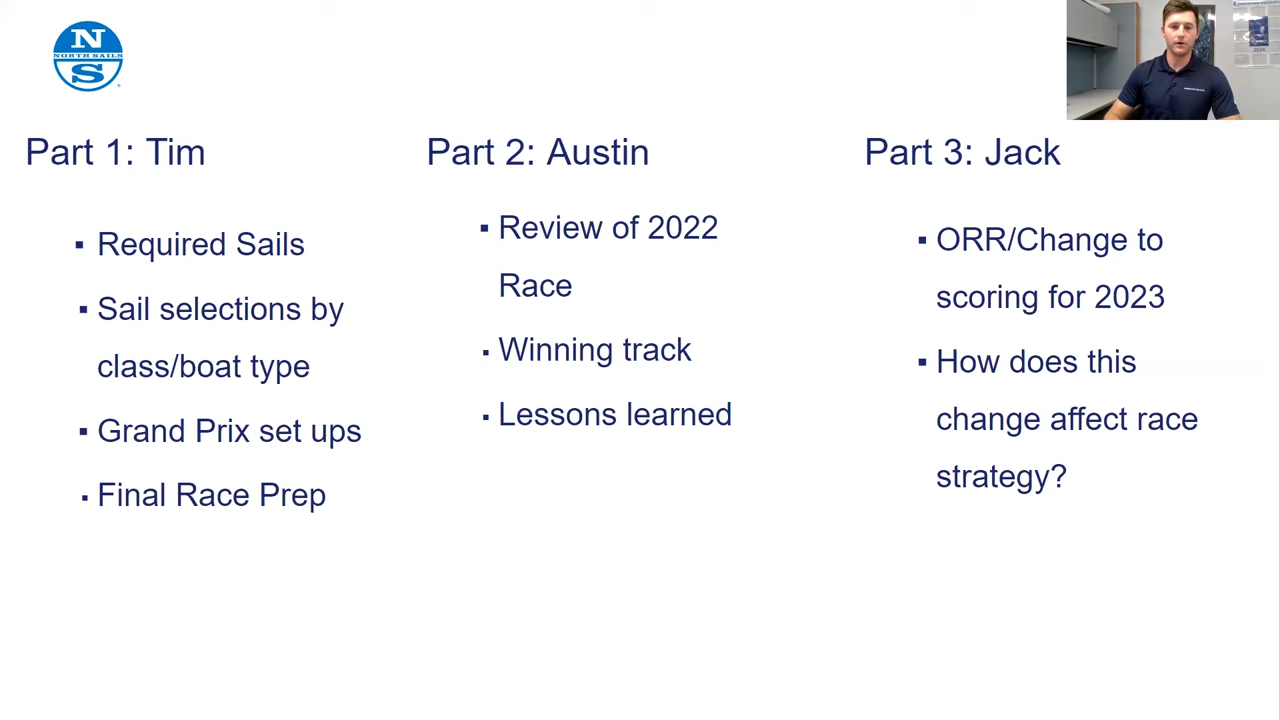 N
NORTH SAILS
S
Part 1: Tim
▪ Required Sails
▪ Sail selections by
class/boat type
▪ Grand Prix set ups
▪ Final Race Prep
Part 2: Austin
▪ Review of 2022
Race
▪ Winning track
▪ Lessons learned
Part 3: Jack
▪ ORR/Change to
scoring for 2023
▪ How does this
change affect race
strategy?